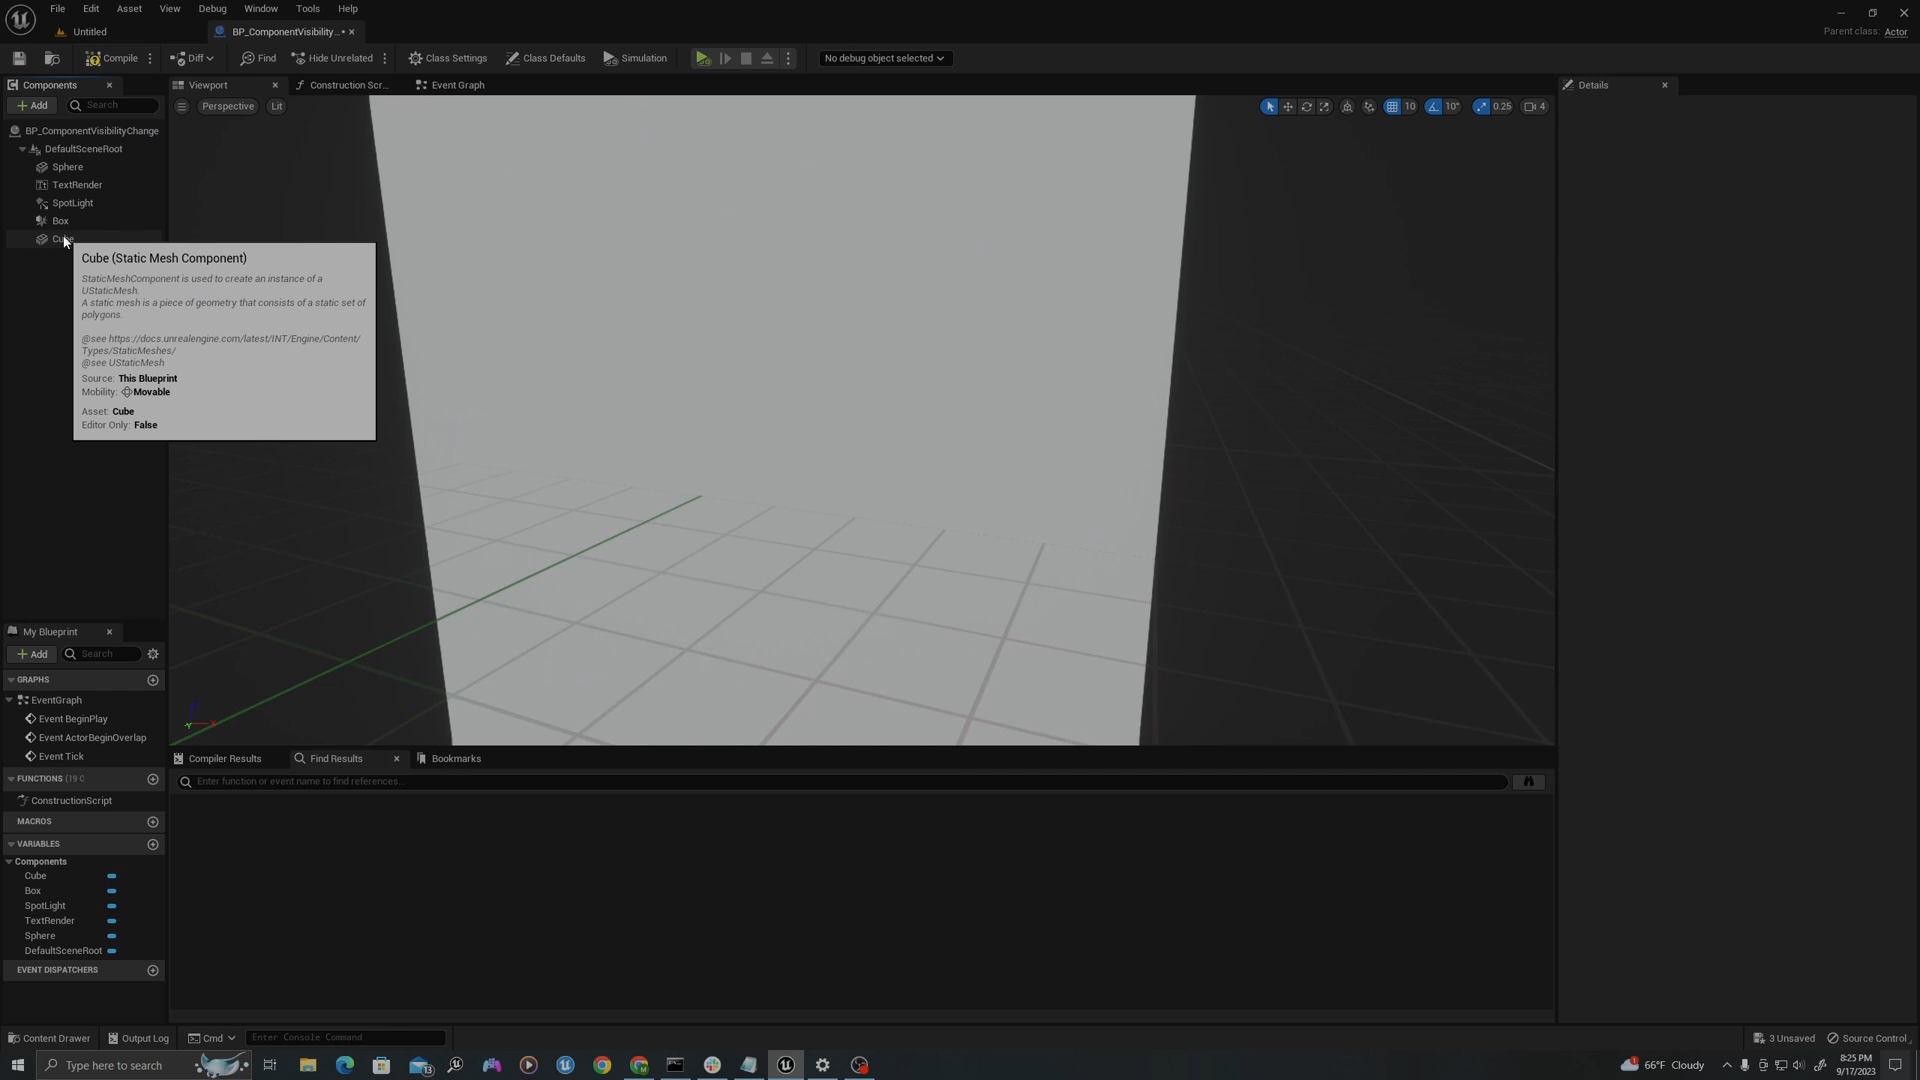 File Edit Asset View Debug Window Tools Help
Untitled
BP_ComponentVisibility...•
Parent class: Actor
Compile
Diff
Find
Hide Unrelated
Class Settings
Class Defaults
Simulation
No debug object selected
Components
Add
Search
BP_ComponentVisibilityChange
DefaultSceneRoot
Sphere
TextRender
SpotLight
Box
Cube
Viewport
Construction Scr...
Event Graph
Perspective
Lit
10
10°
0.25
4
Details
Cube (Static Mesh Component)
StaticMeshComponent is used to create an instance of a
UStaticMesh.
A static mesh is a piece of geometry that consists of a static set of
polygons.
@see https://docs.unrealengine.com/latest/INT/Engine/Content/
Types/StaticMeshes/
@see UStaticMesh
Source: This Blueprint
Mobility: Movable
Asset: Cube
Editor Only: False
My Blueprint
Add
Search
GRAPHS
EventGraph
Event BeginPlay
Event ActorBeginOverlap
Event Tick
FUNCTIONS (19 C
ConstructionScript
MACROS
VARIABLES
Components
Cube
Box
SpotLight
TextRender
Sphere
DefaultSceneRoot
EVENT DISPATCHERS
Compiler Results
Find Results
Bookmarks
Enter function or event name to find references...
Content Drawer
Output Log
Cmd
Enter Console Command
3 Unsaved
Source Control
Type here to search
13
66°F Cloudy
8:25 PM
9/17/2023